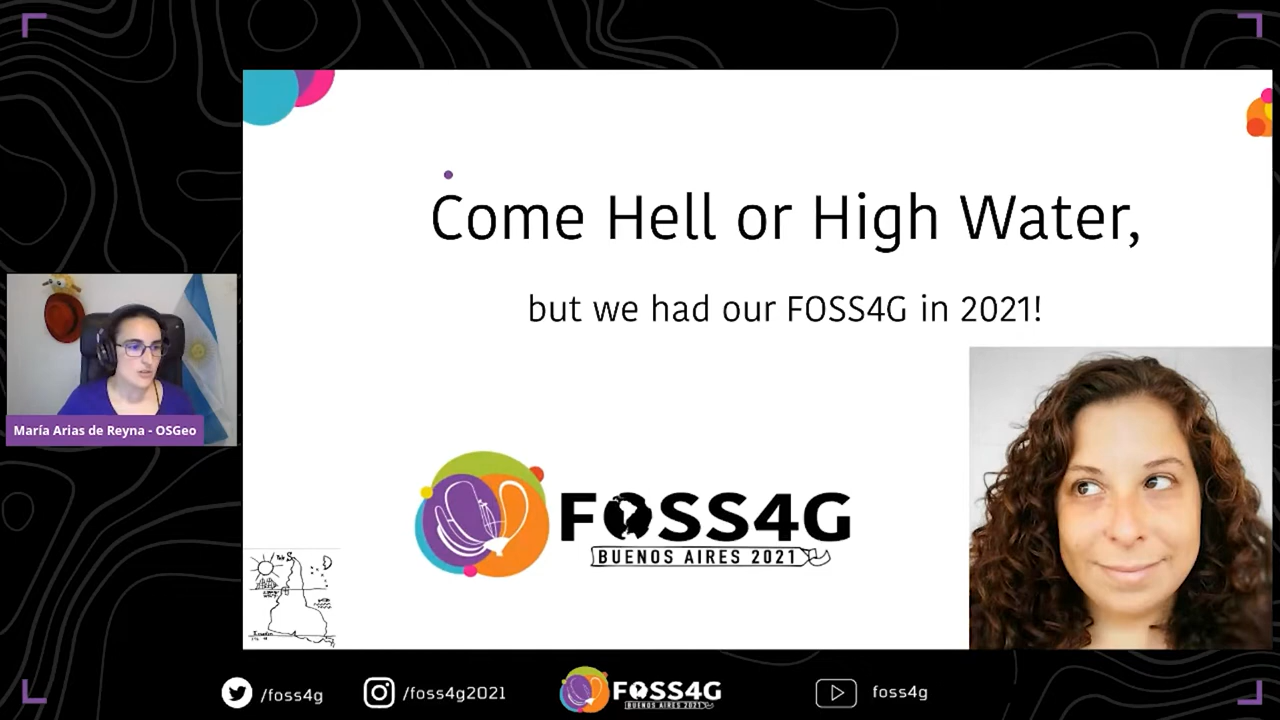 Come Hell or High Water,
but we had our FOSS4G in 2021!
María Arias de Reyna - OSGeo
FOSS4G
BUENOS AIRES 2021
/foss4g
/foss4g2021
FOSS4G
BUENOS AIRES 2021
foss4g